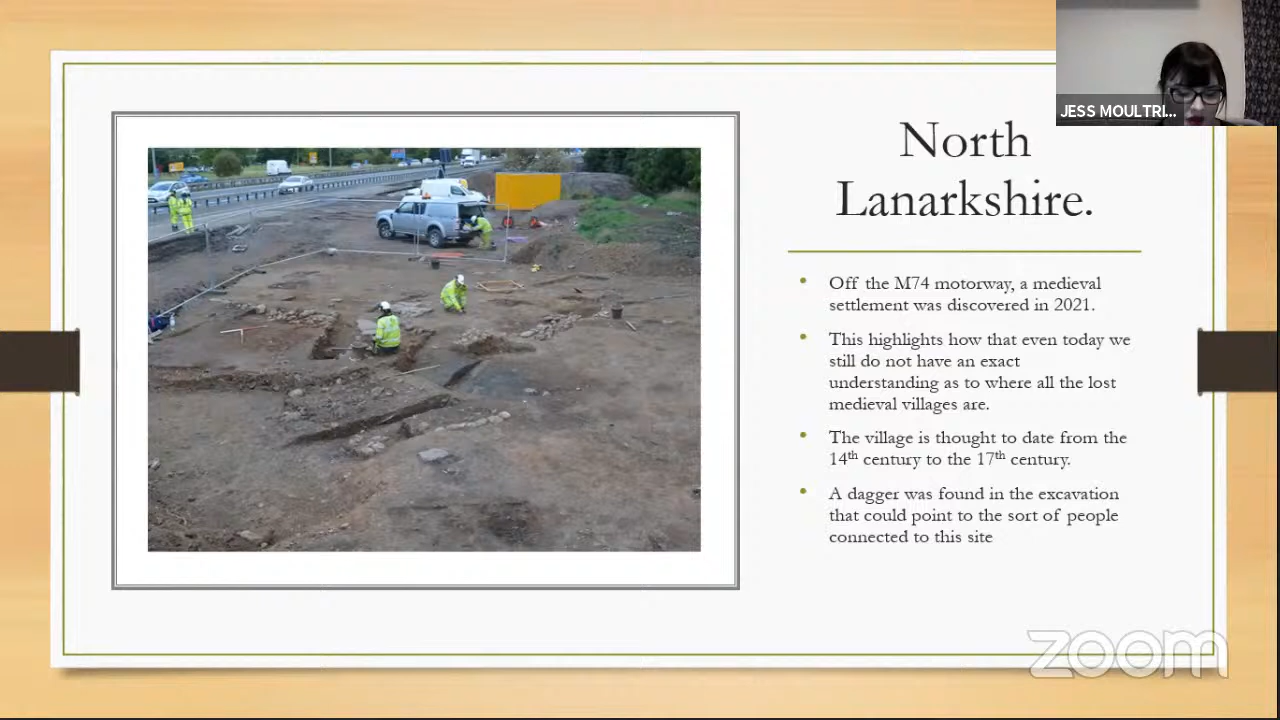 JESS MOULTRI...
North
Lanarkshire.
• Off the M74 motorway, a medieval
settlement was discovered in 2021.
• This highlights how that even today we
still do not have an exact
understanding as to where all the lost
medieval villages are.
• The village is thought to date from the
14th century to the 17th century.
• A dagger was found in the excavation
that could point to the sort of people
connected to this site
zoom